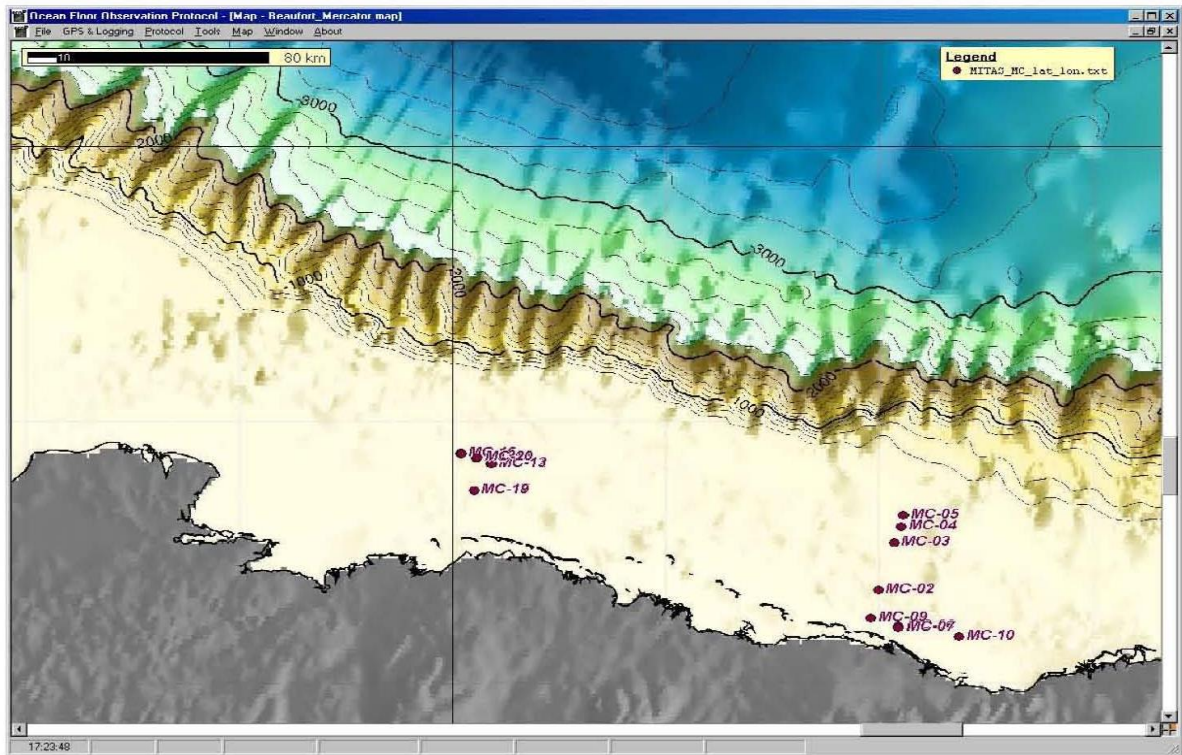 Ocean Floor Observation Protocol - [Map - Beaufort_Mercator map]
File GPS & Logging Protocol Tools Map Window About
10 80 km
Legend
MITAS_MC_lat_lon.txt
-3000
-2000
-1000
-2000
-3000
-2000
-1000
MC-20
MC-13
MC-19
MC-05
MC-04
MC-03
MC-02
MC-09
MC-10
17:23:48